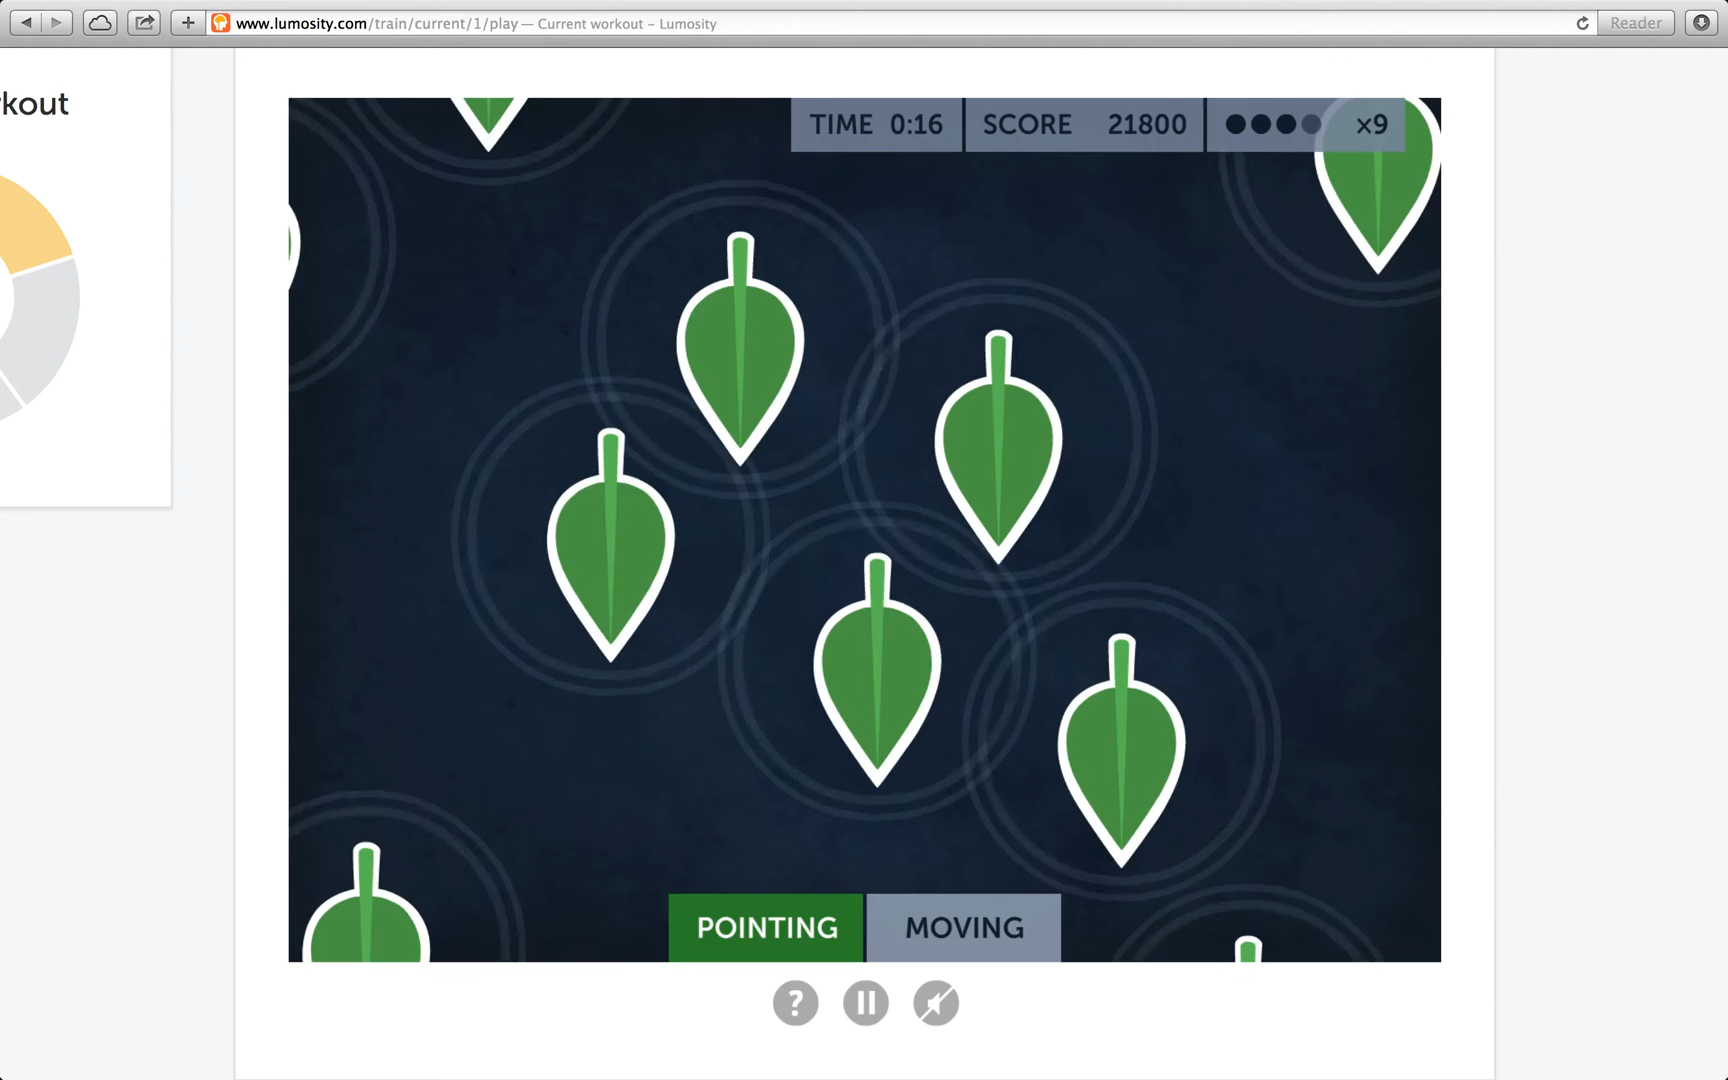 www.lumosity.com/train/current/1/play — Current workout – Lumosity
Reader
kout
TIME 0:16 SCORE 21800 ×9
POINTING MOVING
?